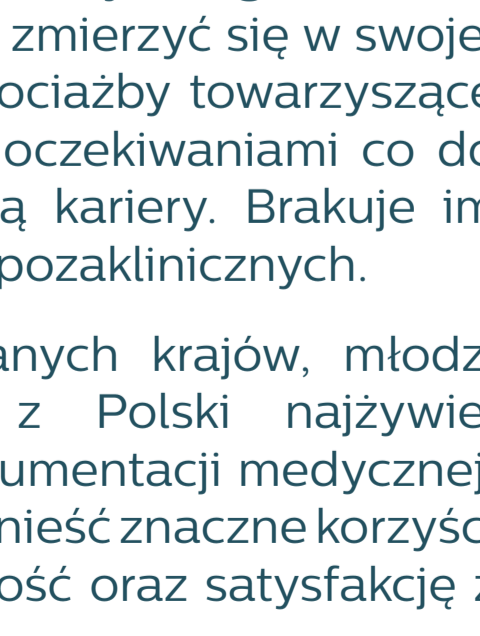 zmierzyć się w swoje
ociażby towarzyszące
oczekiwaniami co do
ą kariery. Brakuje im
pozaklinicznych.
anych krajów, młodz
z Polski najżywie
umentacji medycznej
nieść znaczne korzyśc
ość oraz satysfakcję z